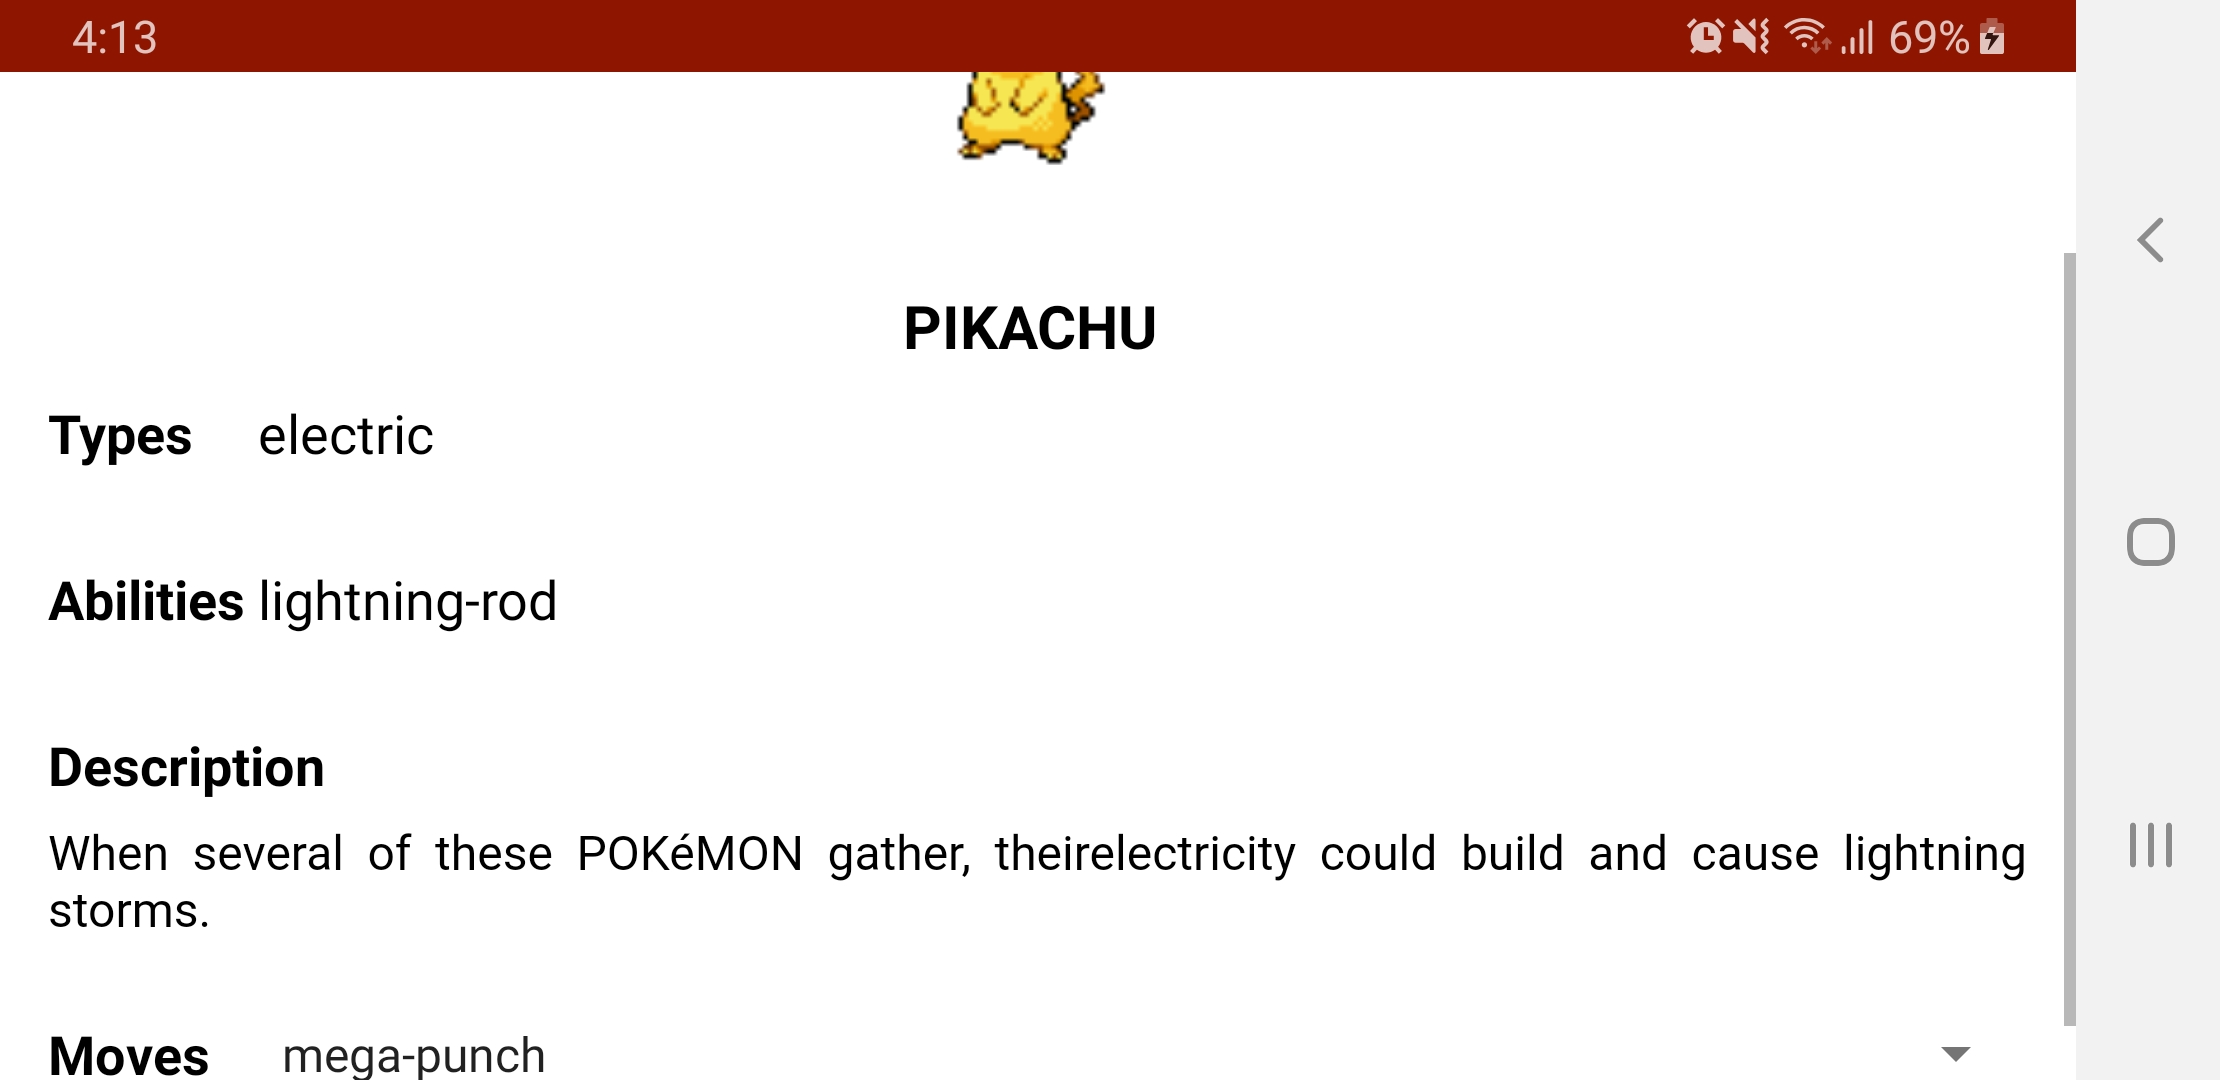 4:13
69%
PIKACHU
Types electric
Abilities lightning-rod
Description
When several of these POKéMON gather, theirelectricity could build and cause lightning
storms.
Moves mega-punch